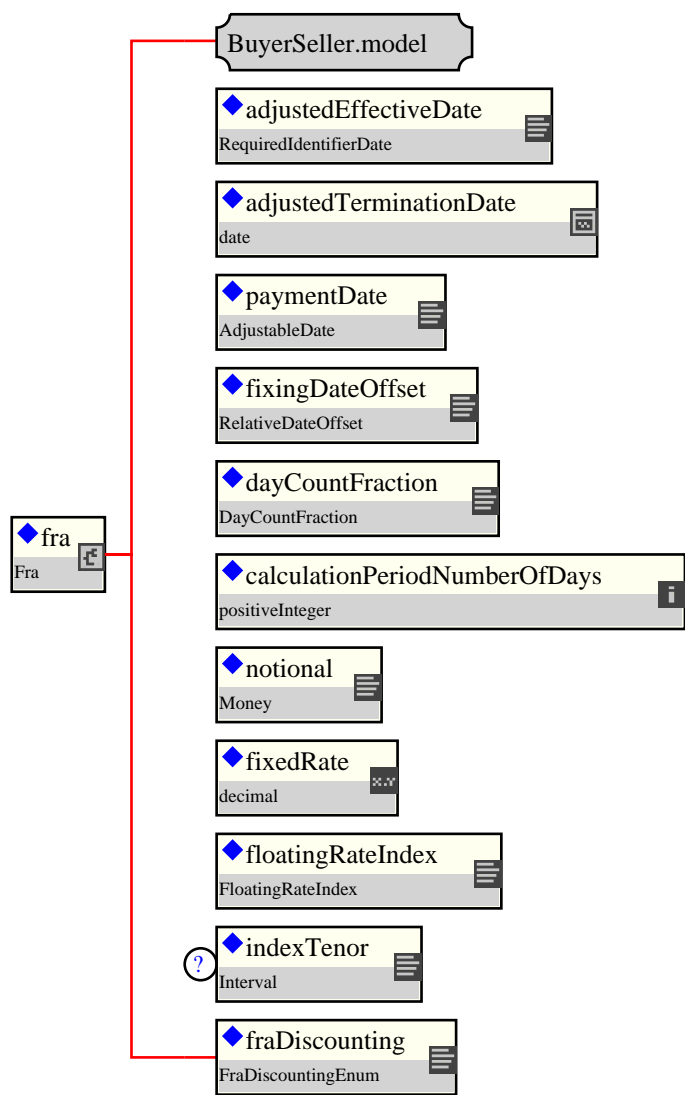 BuyerSeller.model
adjustedEffectiveDate
RequiredIdentifierDate
adjustedTerminationDate
date
paymentDate
AdjustableDate
fixingDateOffset
RelativeDateOffset
dayCountFraction
DayCountFraction
fra
Fra
calculationPeriodNumberOfDays
i
positiveInteger
notional
Money
fixedRate
x.y
decimal
floatingRateIndex
FloatingRateIndex
?
indexTenor
Interval
fraDiscounting
FraDiscountingEnum